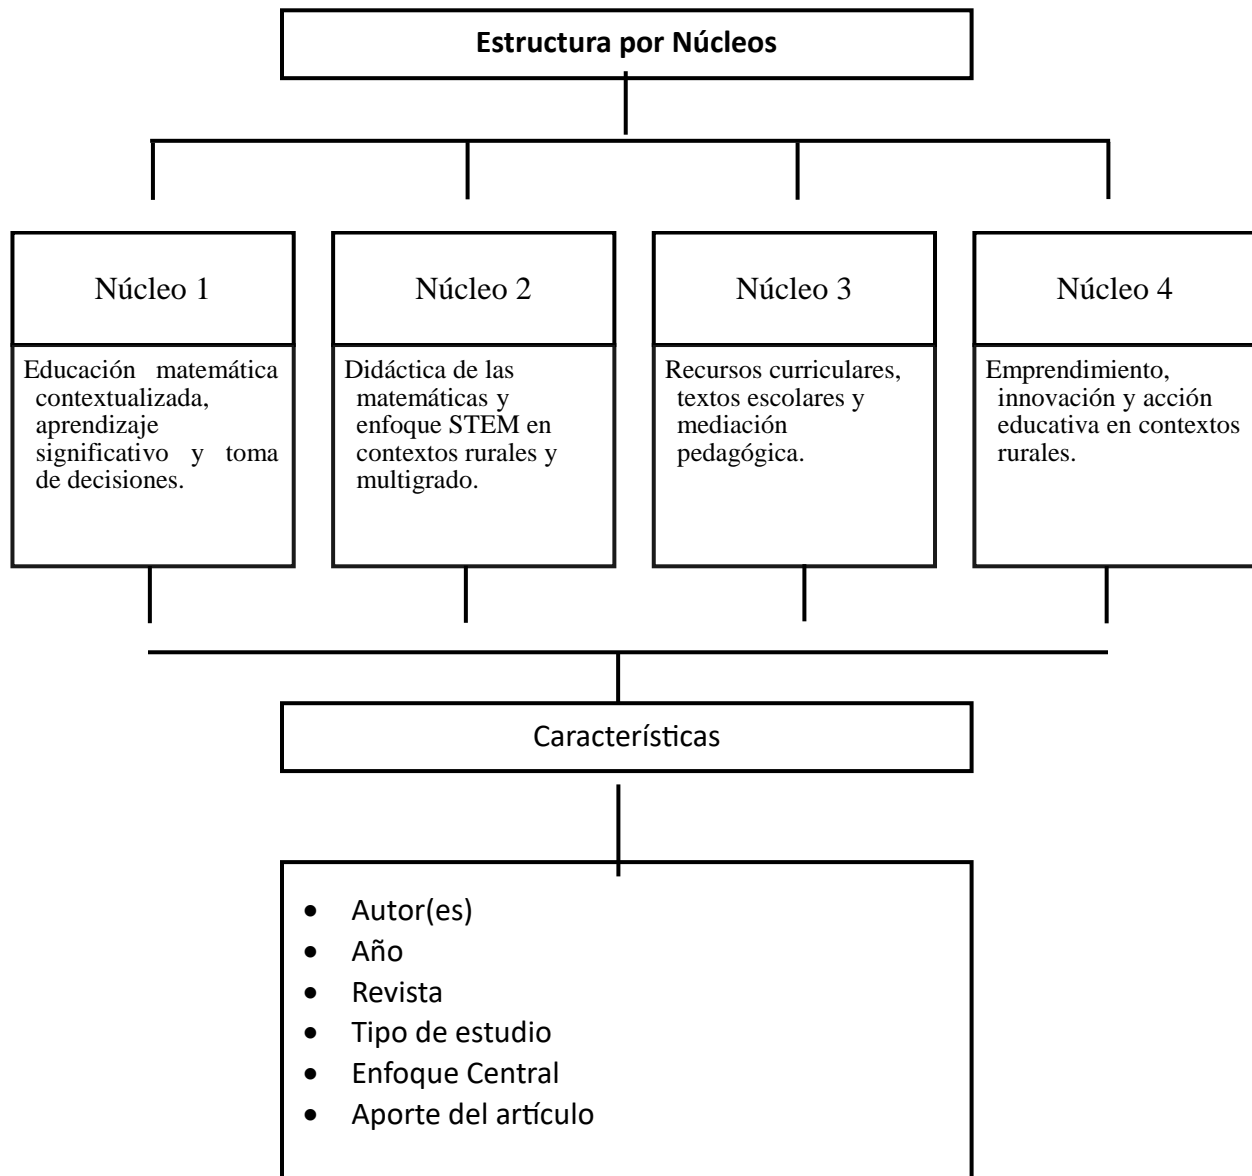 Estructura por Núcleos
Núcleo 1
Educación matemática
contextualizada,
aprendizaje
significativo y toma
de decisiones.
Núcleo 2
Didáctica de las
matemáticas y
enfoque STEM en
contextos rurales y
multigrado.
Núcleo 3
Recursos curriculares,
textos escolares y
mediación
pedagógica.
Núcleo 4
Emprendimiento,
innovación y acción
educativa en contextos
rurales.
Característísticas
• Autor(es)
• Año
• Revista
• Tipo de estudio
• Enfoque Central
• Aporte del artículo